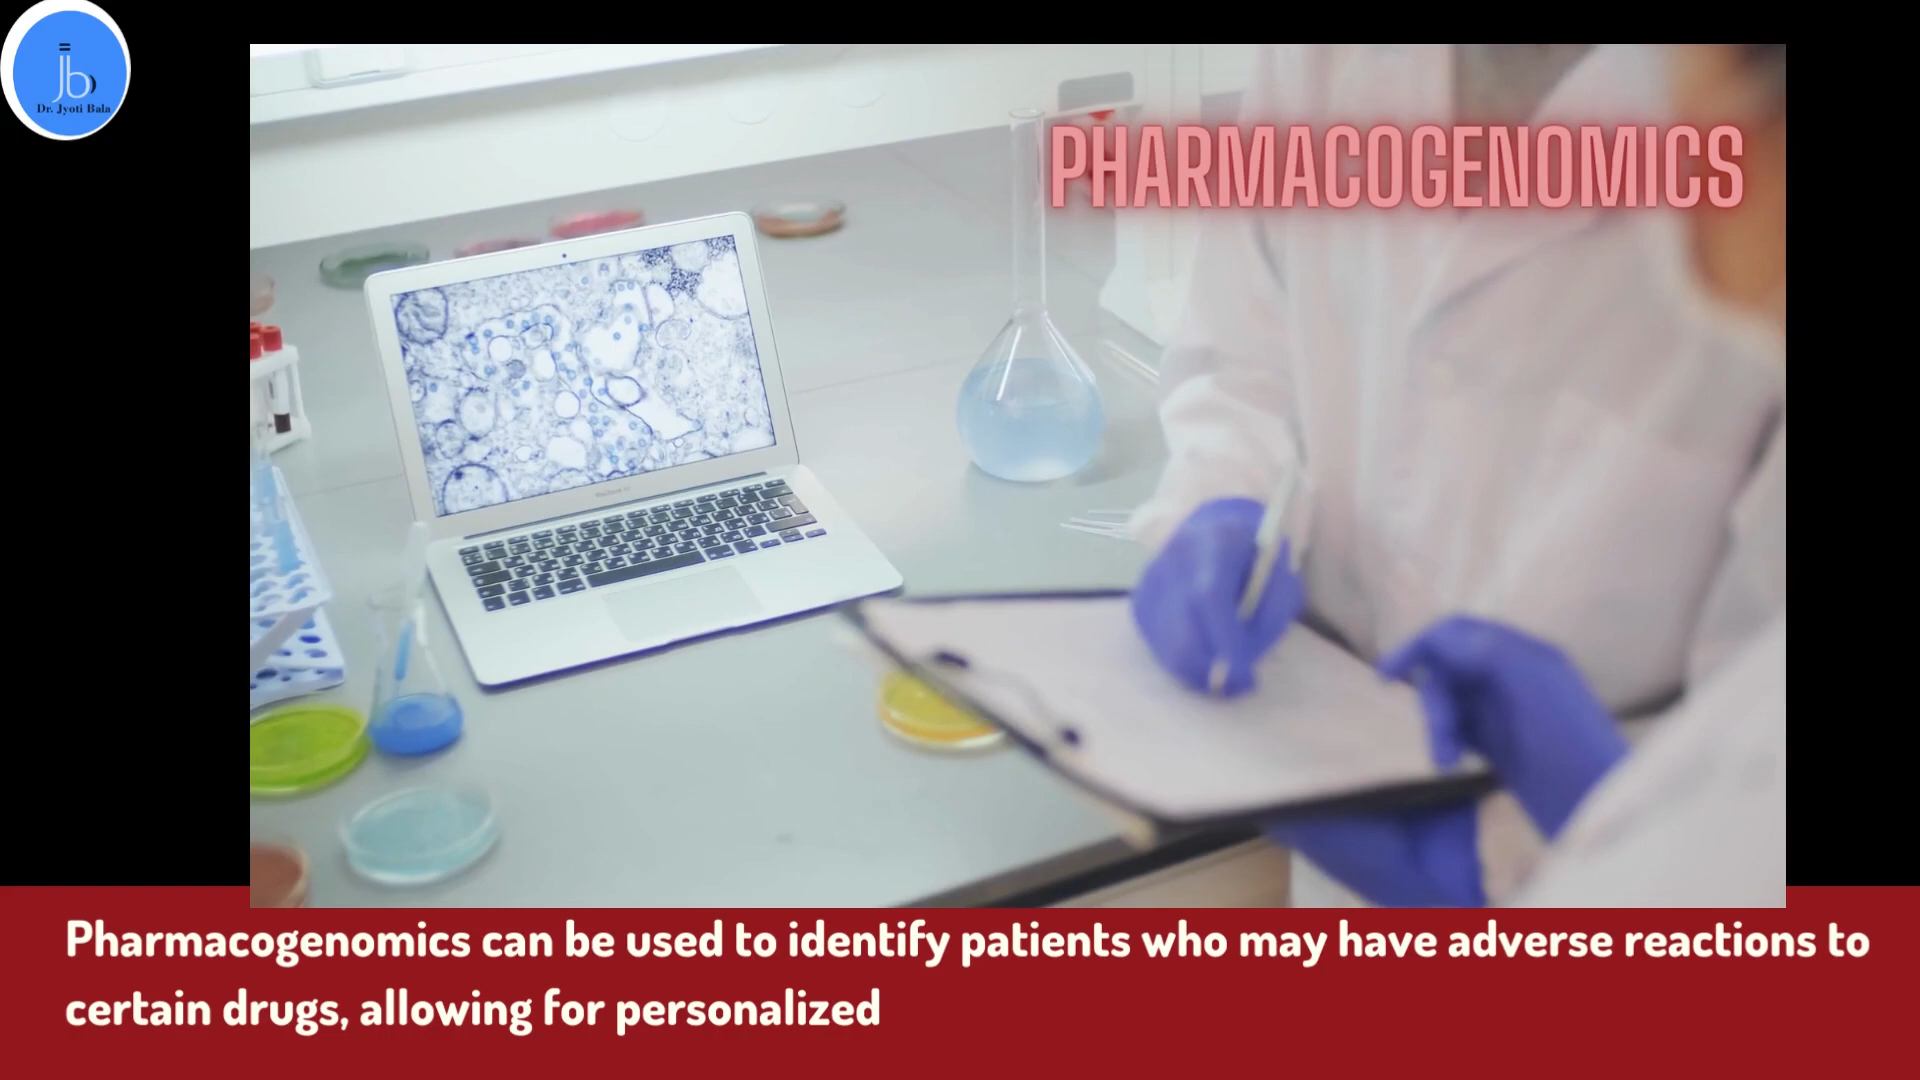 jb
Dr. Jyoti Bala
PHARMACOGENOMICS
Pharmacogenomics can be used to identify patients who may have adverse reactions to
certain drugs, allowing for personalized